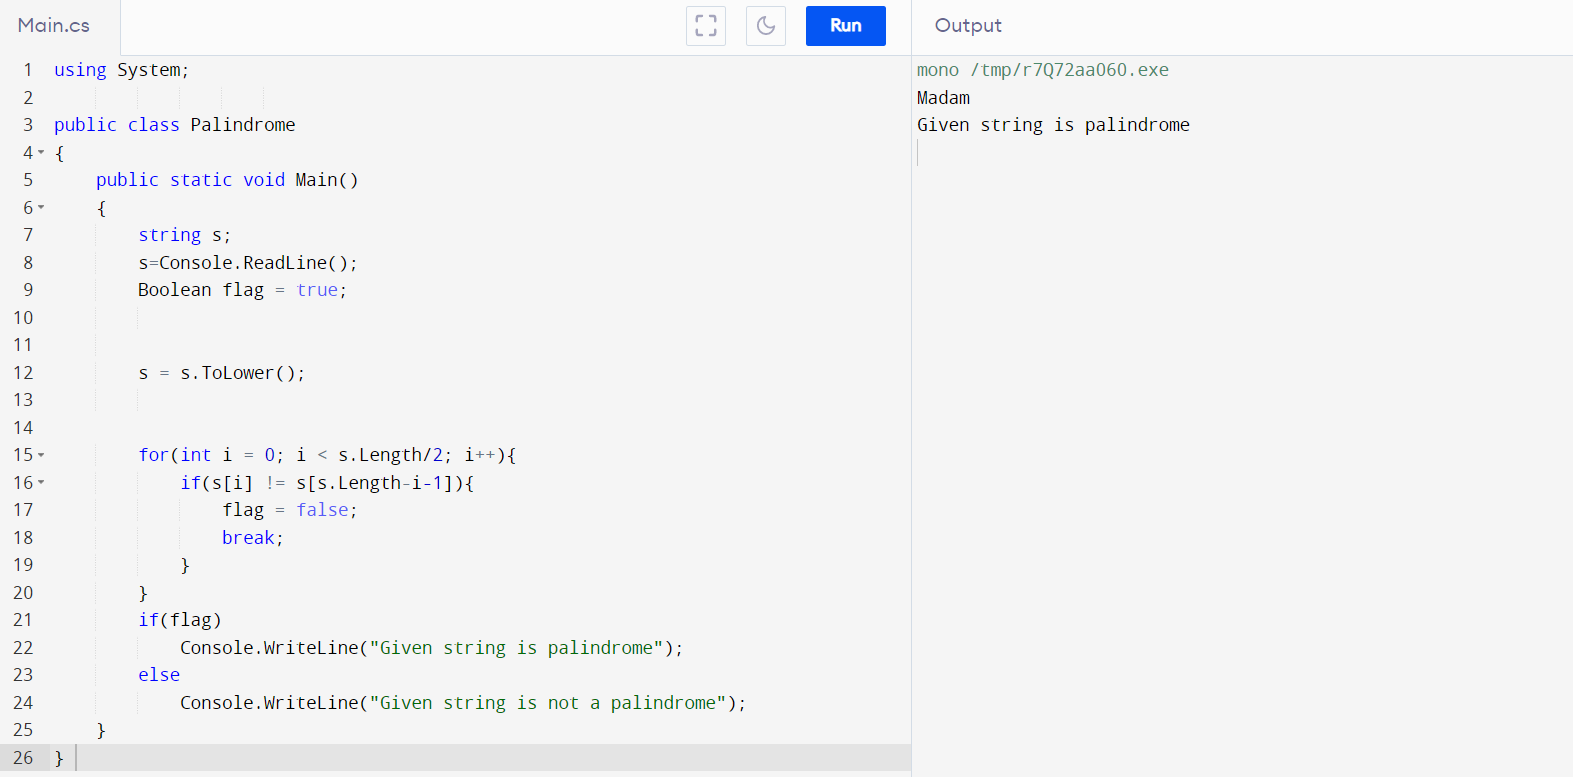 Main.cs
Run
1 using System;
2
3 public class Palindrome
4 {
5     public static void Main()
6     {
7         string s;
8         s=Console.ReadLine();
9         Boolean flag = true;
10
11
12         s = s.ToLower();
13
14
15         for(int i = 0; i < s.Length/2; i++){
16             if(s[i] != s[s.Length-i-1]){
17                 flag = false;
18                 break;
19             }
20         }
21         if(flag)
22             Console.WriteLine("Given string is palindrome");
23         else
24             Console.WriteLine("Given string is not a palindrome");
25     }
26 }
Output
mono /tmp/r7Q72aa060.exe
Madam
Given string is palindrome